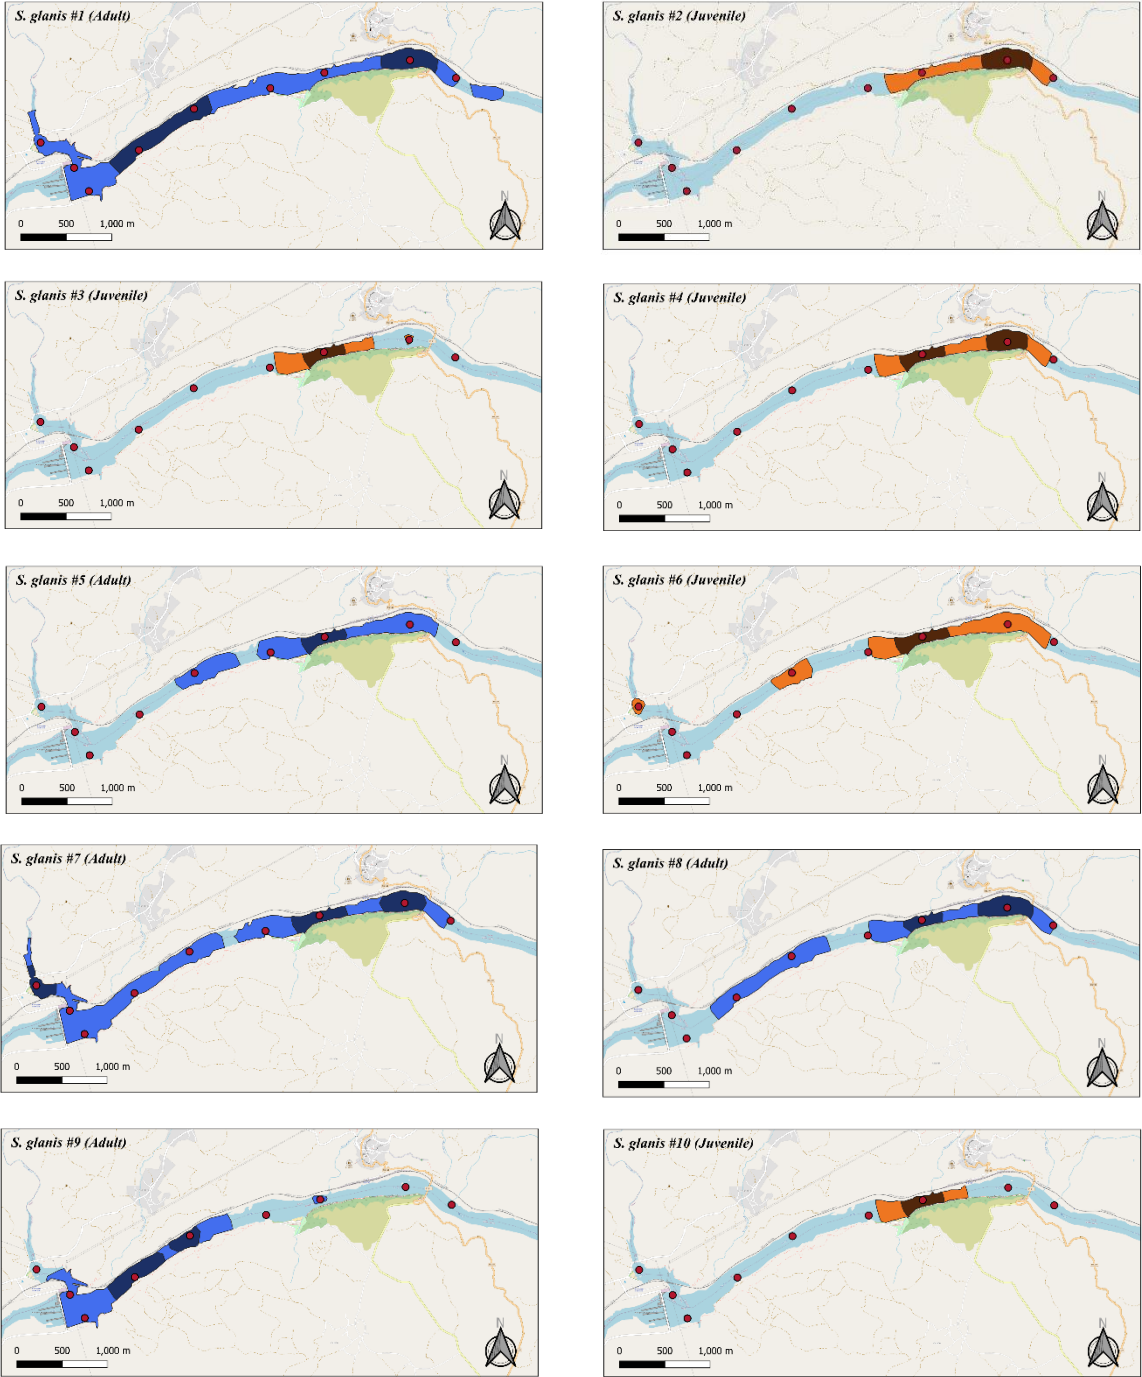 S. glanis #1 (Adult)
N
0 500 1,000 m
S. glanis #2 (Juvenile)
N
0 500 1,000 m
S. glanis #3 (Juvenile)
N
0 500 1,000 m
S. glanis #4 (Juvenile)
N
0 500 1,000 m
S. glanis #5 (Adult)
N
0 500 1,000 m
S. glanis #6 (Juvenile)
N
0 500 1,000 m
S. glanis #7 (Adult)
N
0 500 1,000 m
S. glanis #8 (Adult)
N
0 500 1,000 m
S. glanis #9 (Adult)
N
0 500 1,000 m
S. glanis #10 (Juvenile)
N
0 500 1,000 m